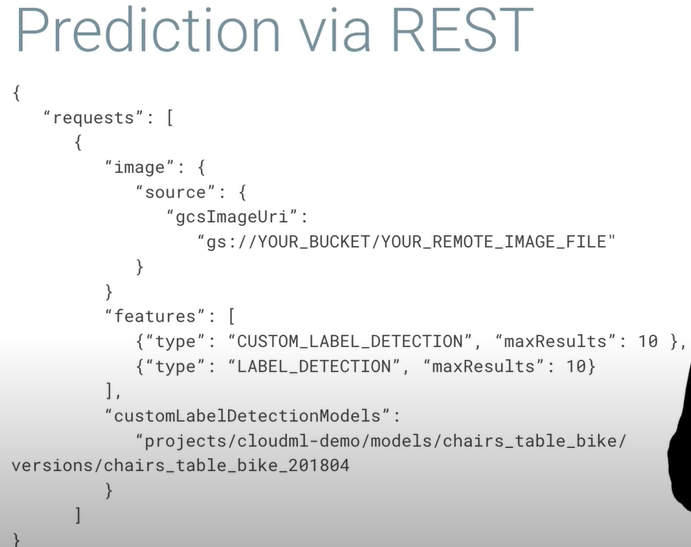 Prediction via REST
{
“requests”: [
{
“image”: {
“source”: {
“gcsImageUri”:
“gs://YOUR_BUCKET/YOUR_REMOTE_IMAGE_FILE"
}
}
“features”: [
{“type”: “CUSTOM_LABEL_DETECTION”, “maxResults”: 10 },
{“type”: “LABEL_DETECTION”, “maxResults”: 10}
],
“customLabelDetectionModels”:
“projects/cloudml-demo/models/chairs_table_bike/
versions/chairs_table_bike_201804
}
]
}